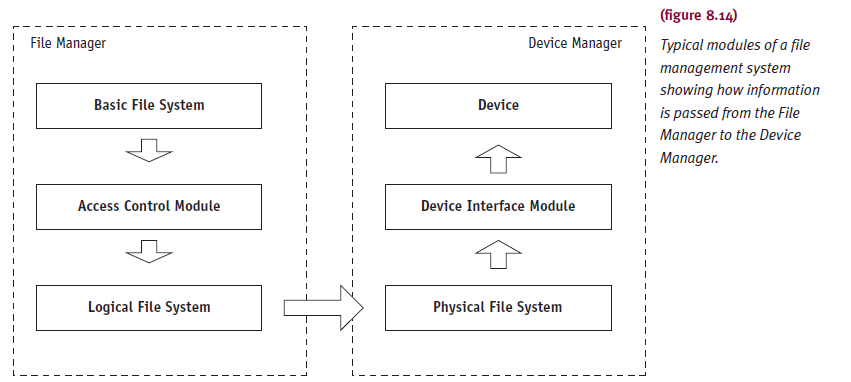 File Manager
Basic File System
Access Control Module
Logical File System
Device Manager
Device
Device Interface Module
Physical File System
(figure 8.14)
Typical modules of a file
management system
showing how information
is passed from the File
Manager to the Device
Manager.